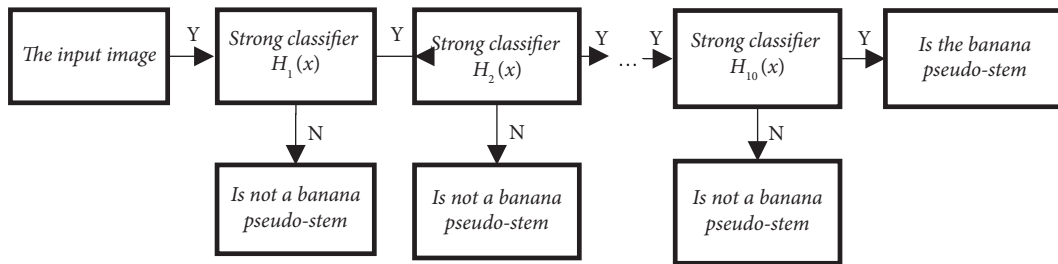 The input image
Y
Strong classifier
H₁(x)
Y
Strong classifier
H₂(x)
Y
...
Y
Strong classifier
H₁₀(x)
Y
Is the banana
pseudo-stem
N
N
N
Is not a banana
pseudo-stem
Is not a banana
pseudo-stem
Is not a banana
pseudo-stem